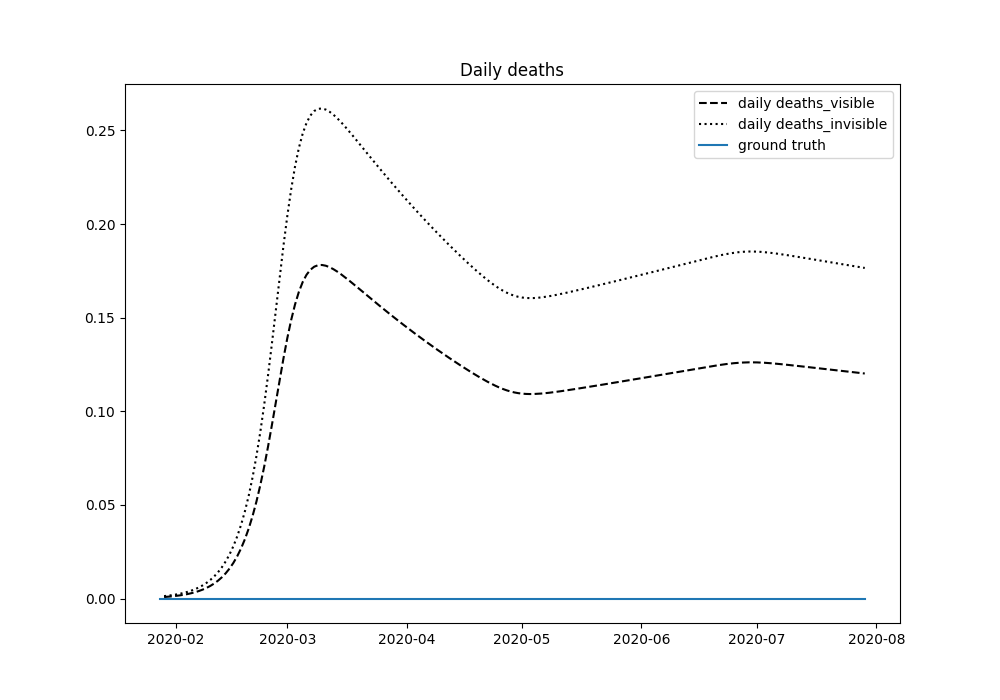 Daily deaths
daily deaths_visible
daily deaths_invisible
ground truth
0.25
0.20
0.15
0.10
0.05
0.00
2020-02 2020-03 2020-04 2020-05 2020-06 2020-07 2020-08